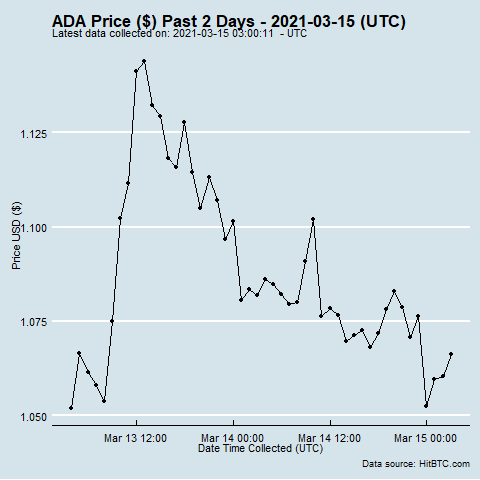 ADA Price ($) Past 2 Days - 2021-03-15 (UTC)
Latest data collected on: 2021-03-15 03:00:11 - UTC
1.125
1.100
1.075
1.050
Price USD ($)
Mar 13 12:00 Mar 14 00:00 Mar 14 12:00 Mar 15 00:00
Date Time Collected (UTC)
Data source: HitBTC.com